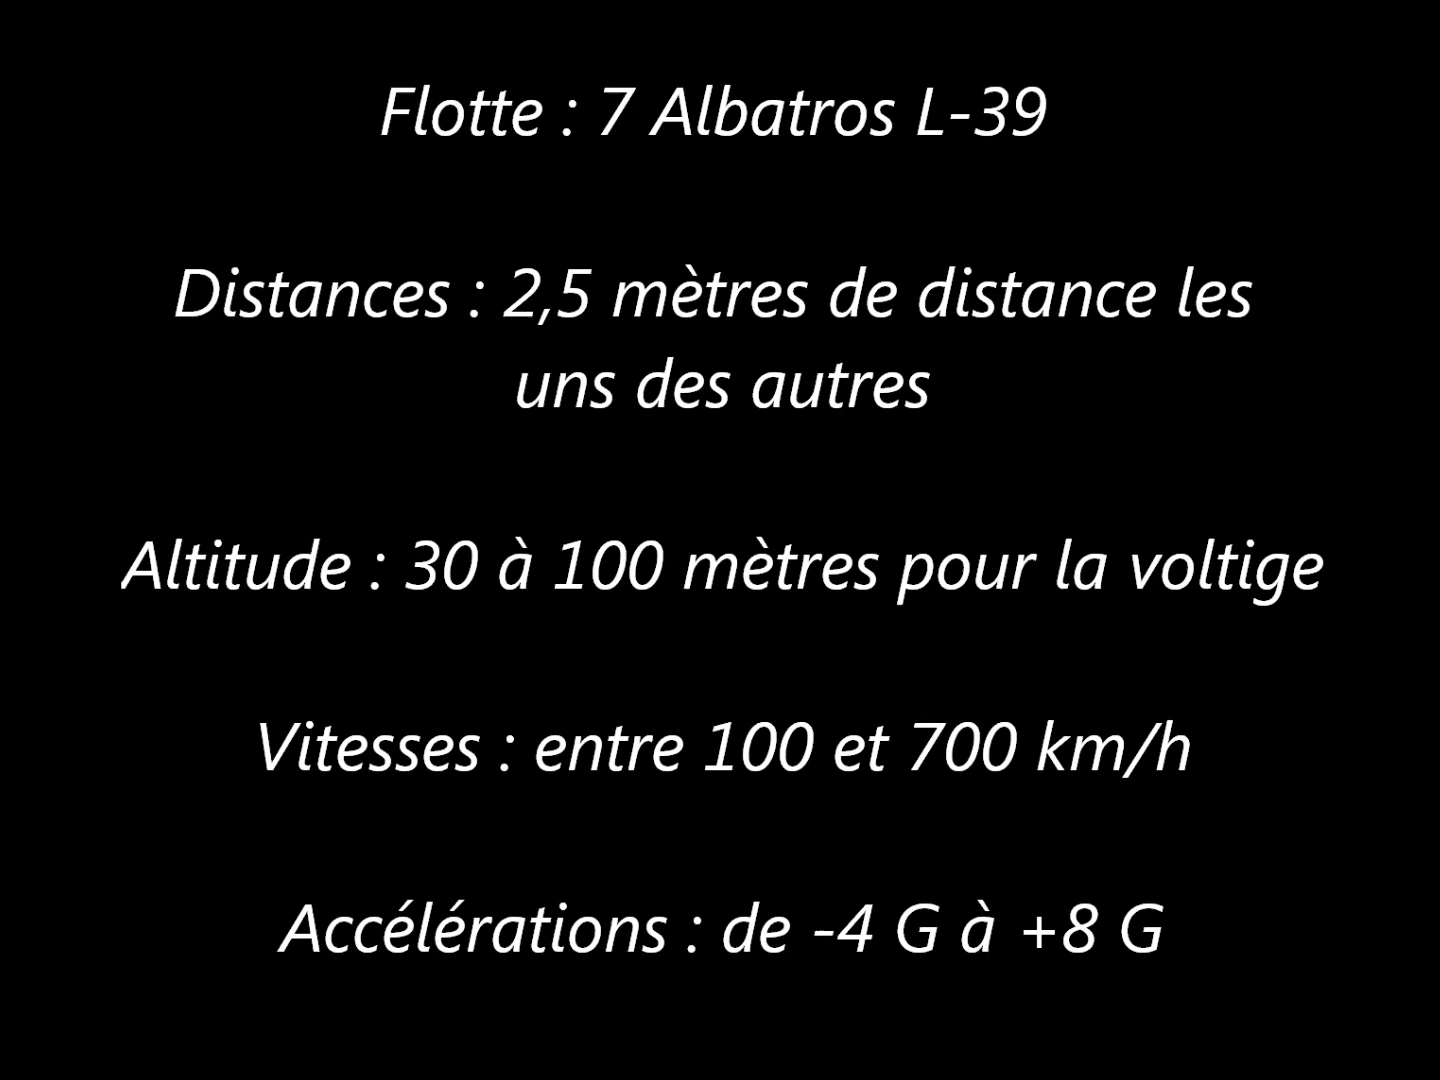 Flotte : 7 Albatros L-39
Distances : 2,5 mètres de distance les
uns des autres
Altitude : 30 à 100 mètres pour la voltige
Vitesses : entre 100 et 700 km/h
Accélérations : de -4 G à +8 G